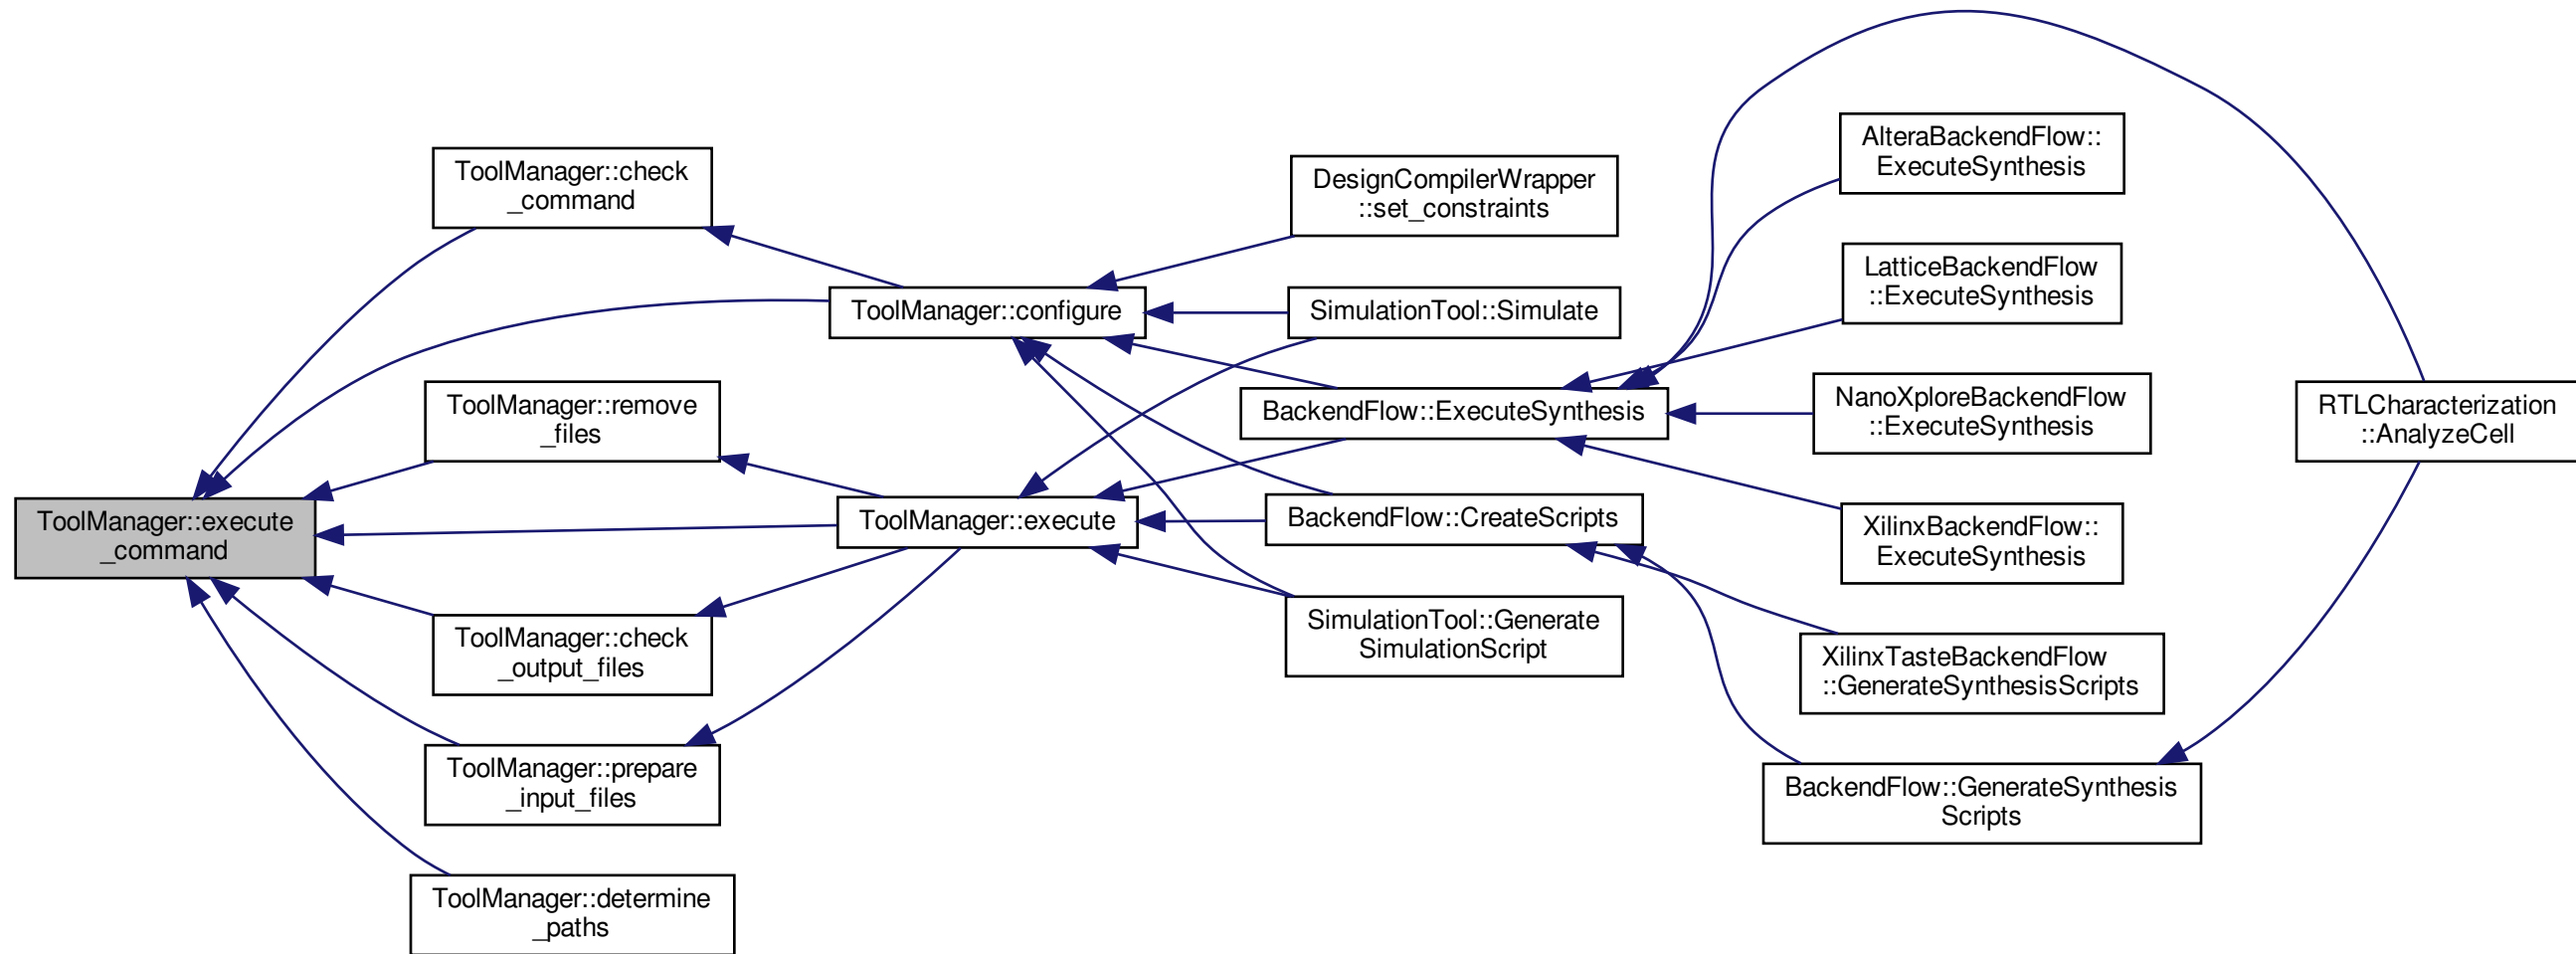 ToolManager::execute
_command
ToolManager::check
_command
ToolManager::remove
_files
ToolManager::check
_output_files
ToolManager::prepare
_input_files
ToolManager::determine
_paths
ToolManager::configure
ToolManager::execute
DesignCompilerWrapper
::set_constraints
SimulationTool::Simulate
BackendFlow::ExecuteSynthesis
BackendFlow::CreateScripts
SimulationTool::Generate
SimulationScript
AlteraBackendFlow::
ExecuteSynthesis
LatticeBackendFlow
::ExecuteSynthesis
NanoXploreBackendFlow
::ExecuteSynthesis
XilinxBackendFlow::
ExecuteSynthesis
XilinxTasteBackendFlow
::GenerateSynthesisScripts
BackendFlow::GenerateSynthesis
Scripts
RTLCharacterization
::AnalyzeCell